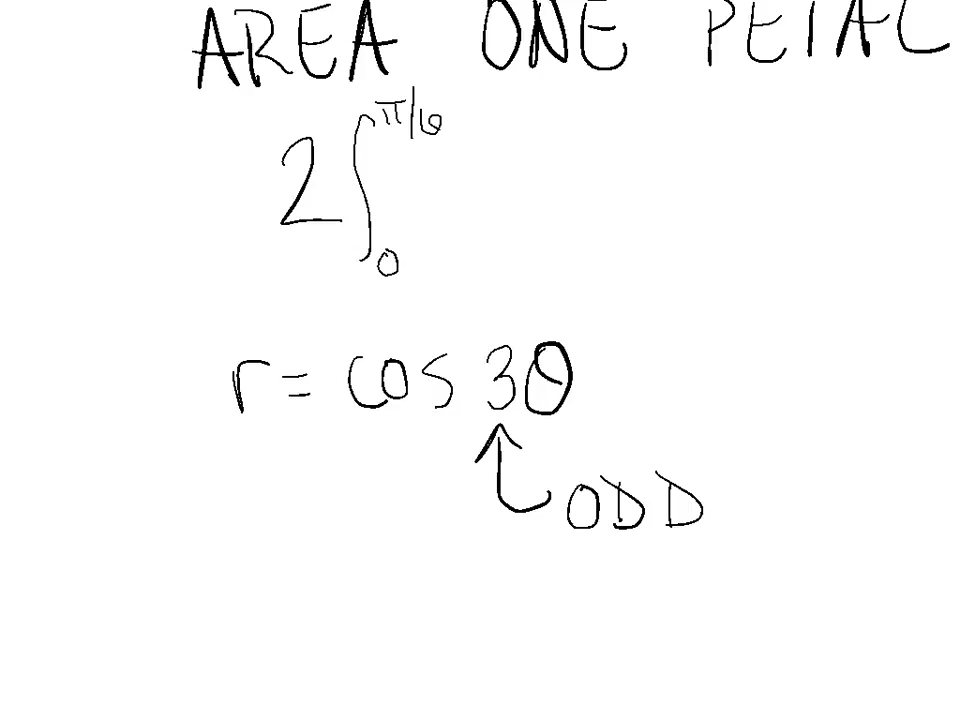 AREA ONE PETAL
2∫₀^π/6
r = cos 3θ
ODD